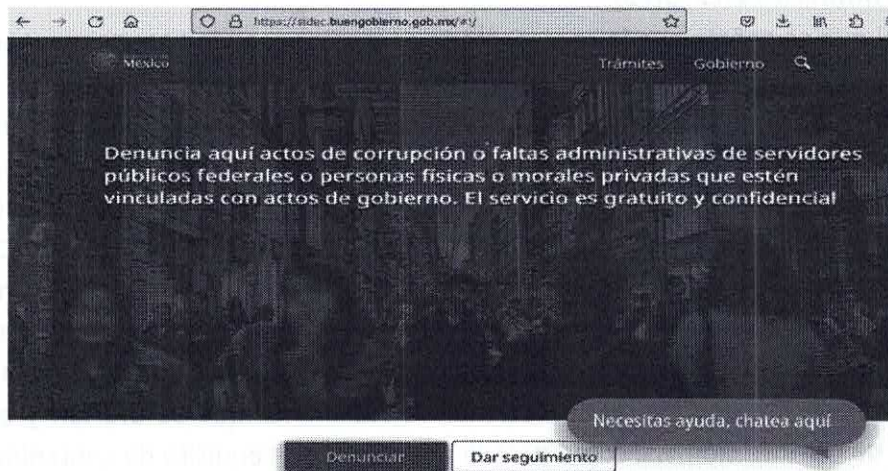 https://sidec.buengobierno.gob.mx/#!/
México
Trámites Gobierno
Denuncia aquí actos de corrupción o faltas administrativas de servidores
públicos federales o personas físicas o morales privadas que estén
vinculadas con actos de gobierno. El servicio es gratuito y confidencial
Necesitas ayuda, chatea aquí
Denunciar Dar seguimiento